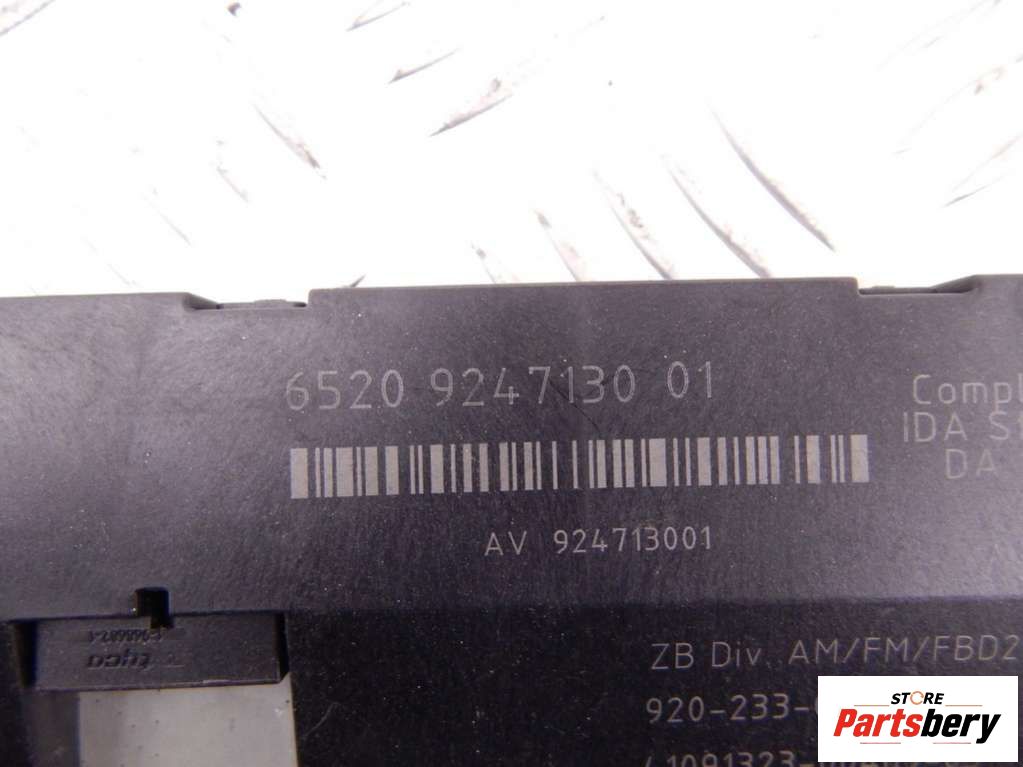 6520 9247130 01
Compl
IDA
DA
AV 924713001
tyco
ZB Div. AM/FM/FBD2
920-233-
STORE
Partsbery